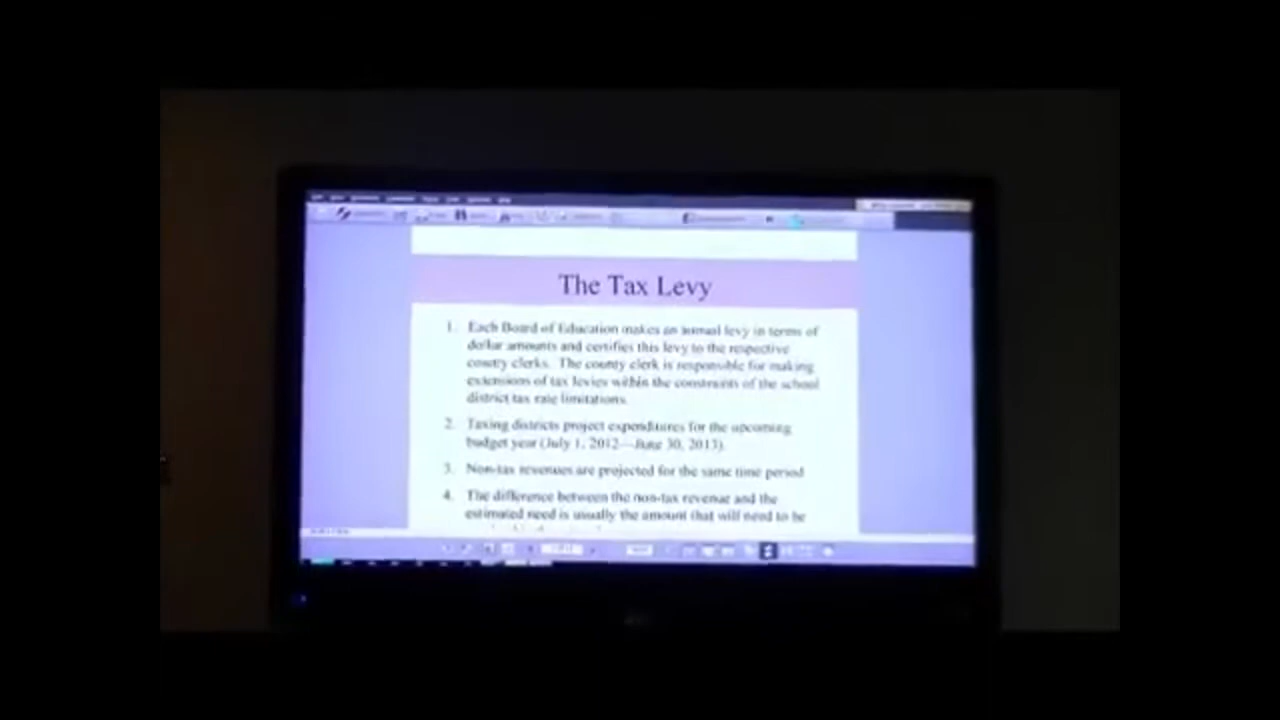 The Tax Levy
1. Each Board of Education makes an annual levy in terms of
dollar amounts and certifies this levy to the respective
county clerks. The county clerk is responsible for making
extensions of tax levies within the constraints of the school
district tax rate limitations.
2. Taxing districts project expenditures for the upcoming
budget year (July 1, 2012—June 30, 2013).
3. Non-tax revenues are projected for the same time period
4. The difference between the non-tax revenue and the
estimated need is usually the amount that will need to be